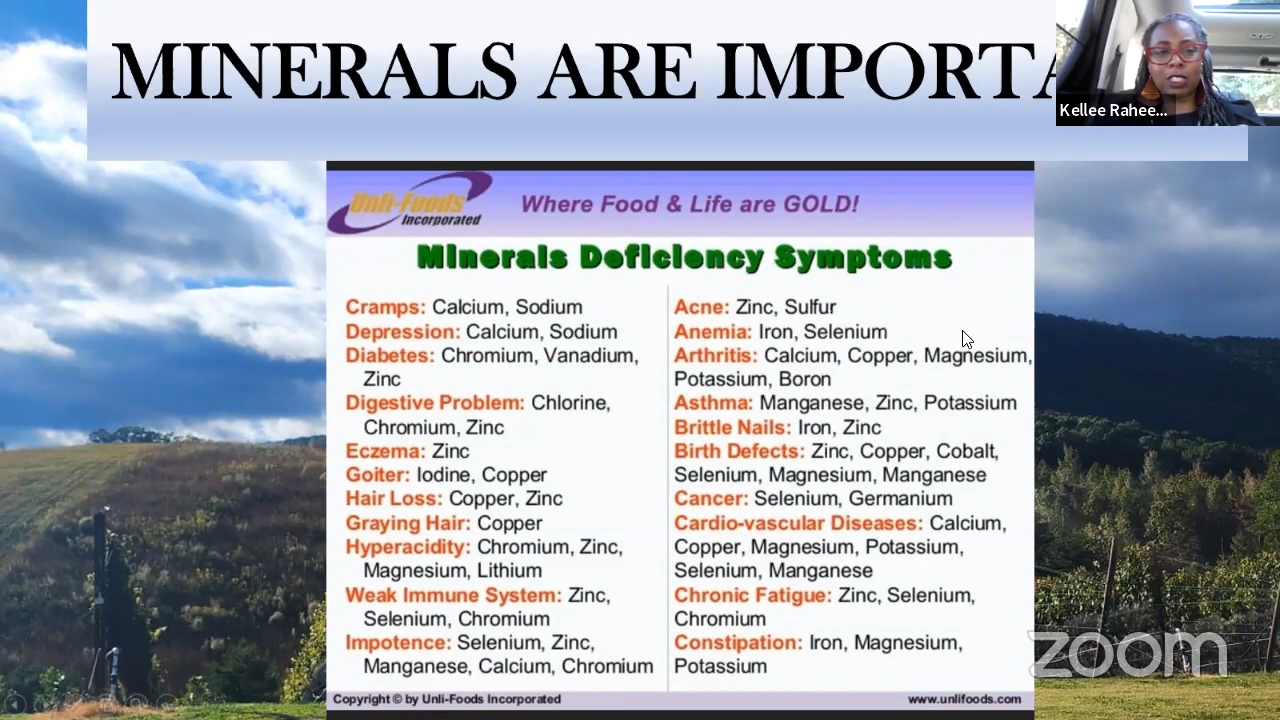 MINERALS ARE IMPORTA
Kellee Rahee...
Unli-Foods
Incorporated
Where Food & Life are GOLD!
Minerals Deficiency Symptoms
Cramps: Calcium, Sodium
Depression: Calcium, Sodium
Diabetes: Chromium, Vanadium,
Zinc
Digestive Problem: Chlorine,
Chromium, Zinc
Eczema: Zinc
Goiter: Iodine, Copper
Hair Loss: Copper, Zinc
Graying Hair: Copper
Hyperacidity: Chromium, Zinc,
Magnesium, Lithium
Weak Immune System: Zinc,
Selenium, Chromium
Impotence: Selenium, Zinc,
Manganese, Calcium, Chromium
Acne: Zinc, Sulfur
Anemia: Iron, Selenium
Arthritis: Calcium, Copper, Magnesium,
Potassium, Boron
Asthma: Manganese, Zinc, Potassium
Brittle Nails: Iron, Zinc
Birth Defects: Zinc, Copper, Cobalt,
Selenium, Magnesium, Manganese
Cancer: Selenium, Germanium
Cardio-vascular Diseases: Calcium,
Copper, Magnesium, Potassium,
Selenium, Manganese
Chronic Fatigue: Zinc, Selenium,
Chromium
Constipation: Iron, Magnesium,
Potassium
Copyright © by Unli-Foods Incorporated
www.unlifoods.com
zoom